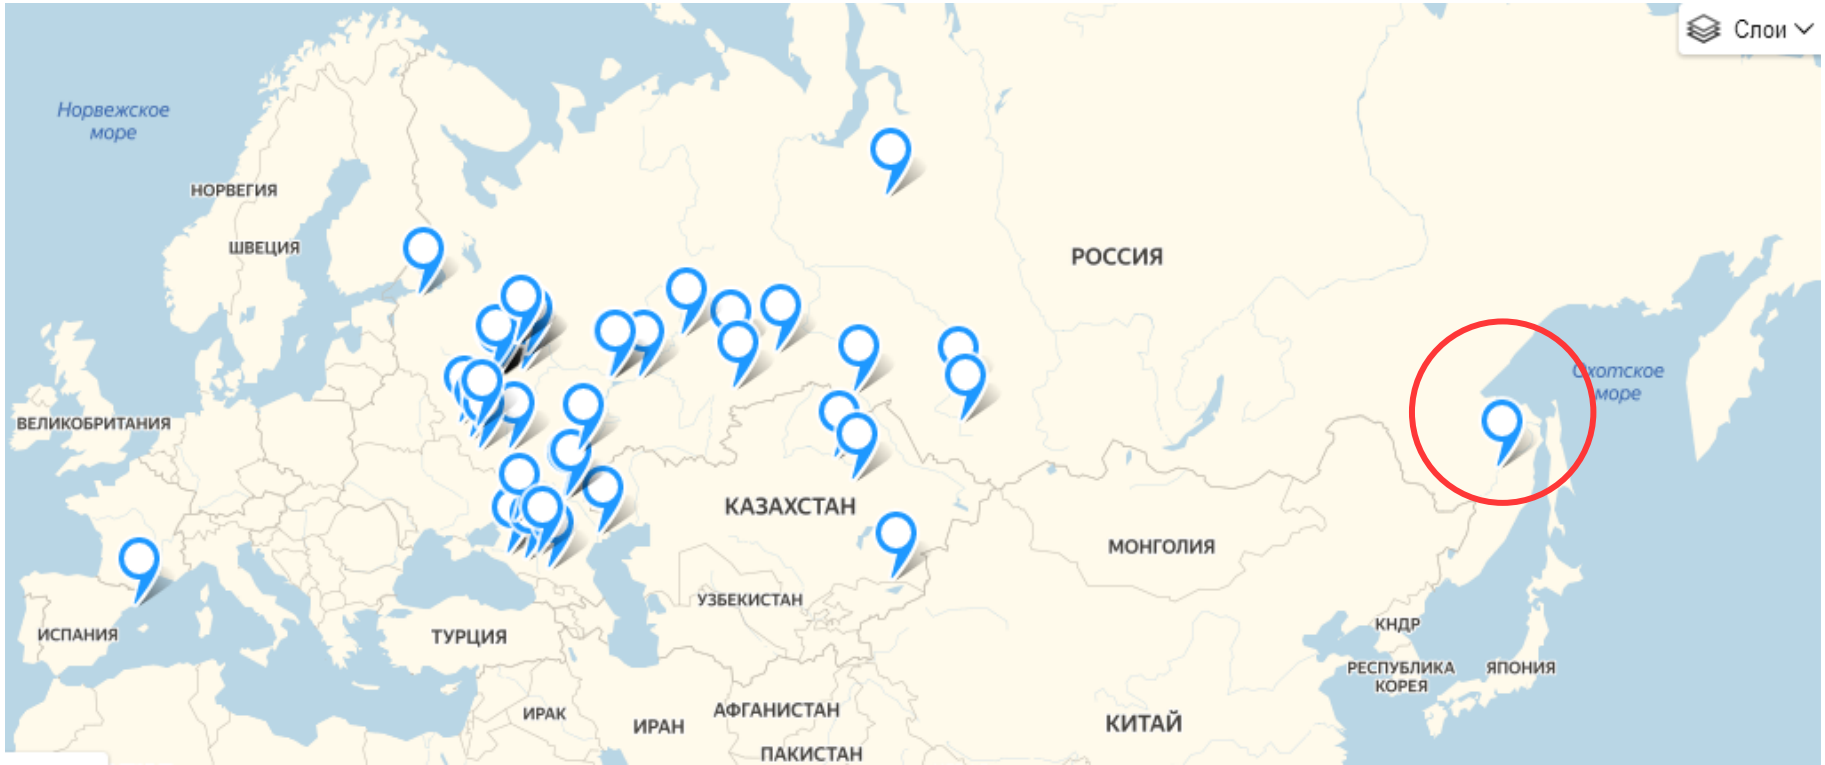 Слои
Норвежское
море
НОРВЕГИЯ
ШВЕЦИЯ
РОССИЯ
Охотское
море
ВЕЛИКОБРИТАНИЯ
КАЗАХСТАН
МОНГОЛИЯ
УЗБЕКИСТАН
ИСПАНИЯ
ТУРЦИЯ
КНДР
РЕСПУБЛИКА
КОРЕЯ
ЯПОНИЯ
ИРАК
ИРАН
АФГАНИСТАН
КИТАЙ
ПАКИСТАН